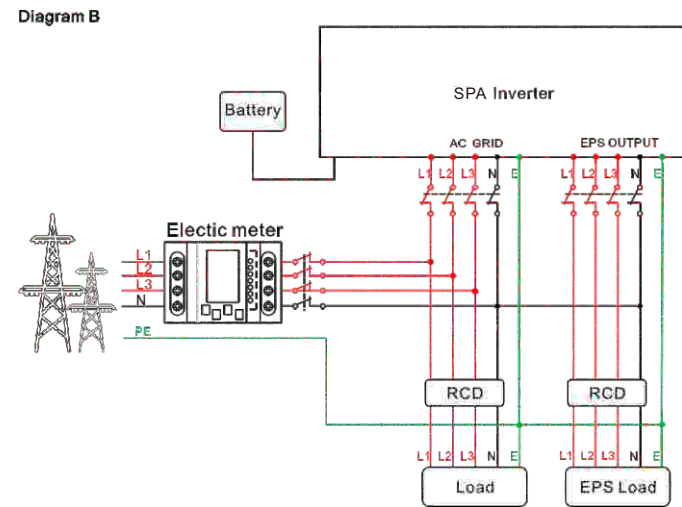 Diagram B
SPA Inverter
Battery
AC GRID EPS OUTPUT
L1 L2 L3 N E L1 L2 L3 N E
Electic meter
L1
L2
L3
N
PE
RCD RCD
L1 L2 L3 N E L1 L2 L3 N E
Load EPS Load